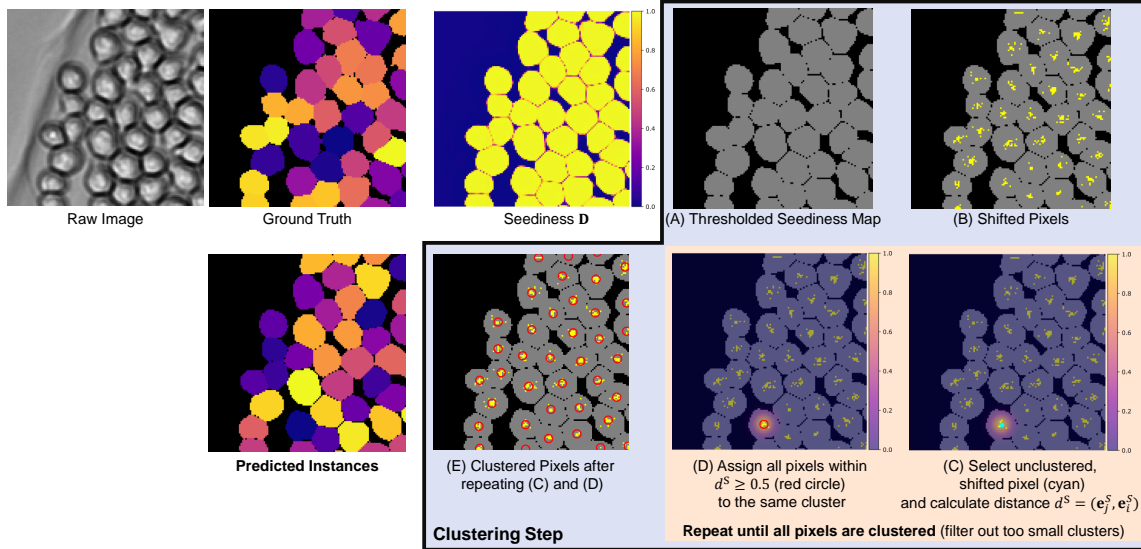 Raw Image
Ground Truth
Seediness D
1.0
0.8
0.6
0.4
0.2
0.0
(A) Thresholded Seediness Map
(B) Shifted Pixels
Predicted Instances
(E) Clustered Pixels after
repeating (C) and (D)
Clustering Step
1.0
0.8
0.6
0.4
0.2
0.0
(D) Assign all pixels within
d^S ≥ 0.5 (red circle)
to the same cluster
1.0
0.8
0.6
0.4
0.2
0.0
(C) Select unclustered,
shifted pixel (cyan)
and calculate distance d^S = (e_j^S, e_i^S)
Repeat until all pixels are clustered (filter out too small clusters)